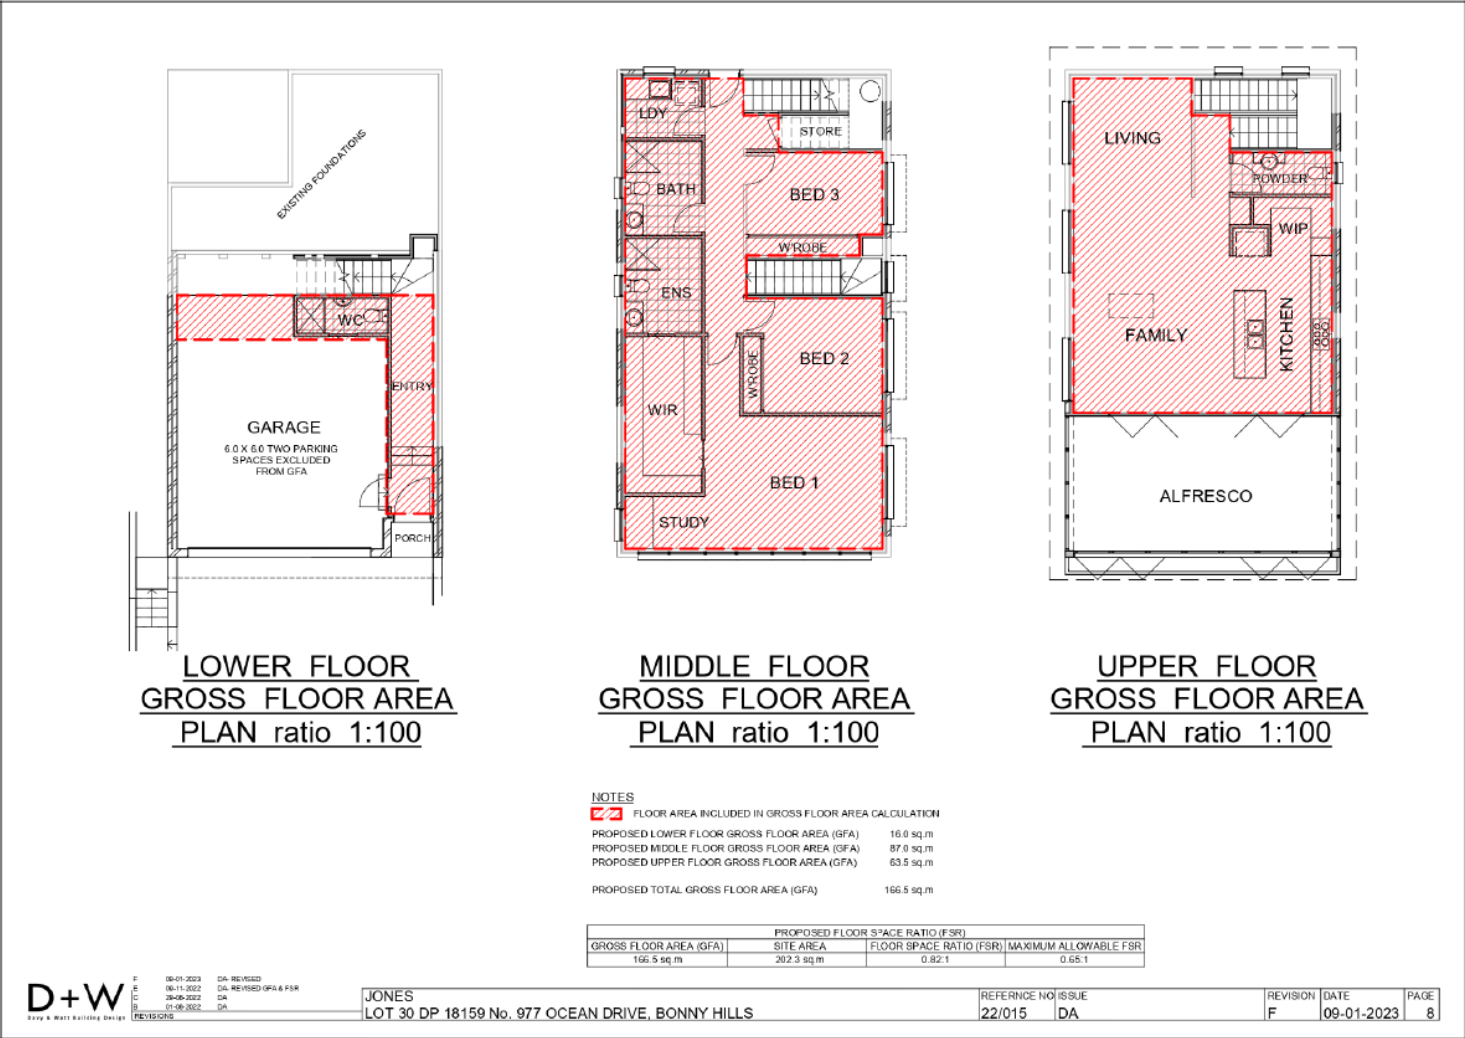 EXISTING FOUNDATIONS
WC
ENTRY
GARAGE
6.0 X 6.0 TWO PARKING
SPACES EXCLUDED
FROM GFA
PORCH
LOWER FLOOR
GROSS FLOOR AREA
PLAN ratio 1:100
LDY
STORE
BATH
BED 3
W'ROBE
ENS
BED 2
W'ROBE
WIR
BED 1
STUDY
MIDDLE FLOOR
GROSS FLOOR AREA
PLAN ratio 1:100
LIVING
POWDER
WIP
FAMILY
KITCHEN
ALFRESCO
UPPER FLOOR
GROSS FLOOR AREA
PLAN ratio 1:100
NOTES
FLOOR AREA INCLUDED IN GROSS FLOOR AREA CALCULATION
PROPOSED LOWER FLOOR GROSS FLOOR AREA (GFA) 16.0 sq.m
PROPOSED MIDDLE FLOOR GROSS FLOOR AREA (GFA) 87.0 sq.m
PROPOSED UPPER FLOOR GROSS FLOOR AREA (GFA) 63.5 sq.m
PROPOSED TOTAL GROSS FLOOR AREA (GFA) 166.5 sq.m
PROPOSED FLOOR SPACE RATIO (FSR)
GROSS FLOOR AREA (GFA) SITE AREA FLOOR SPACE RATIO (FSR) MAXIMUM ALLOWABLE FSR
166.5 sq.m 202.3 sq.m 0.82:1 0.65:1
D+W
Davy & Watt Building Design
F 09-01-2023 DA- REVISED
E 09-11-2022 DA- REVISED GFA & FSR
C 29-08-2022 DA
B 01-08-2022 DA
REVISIONS
JONES
LOT 30 DP 18159 No. 977 OCEAN DRIVE, BONNY HILLS
REFERNCE NO ISSUE
22/015 DA
REVISION DATE PAGE
F 09-01-2023 8